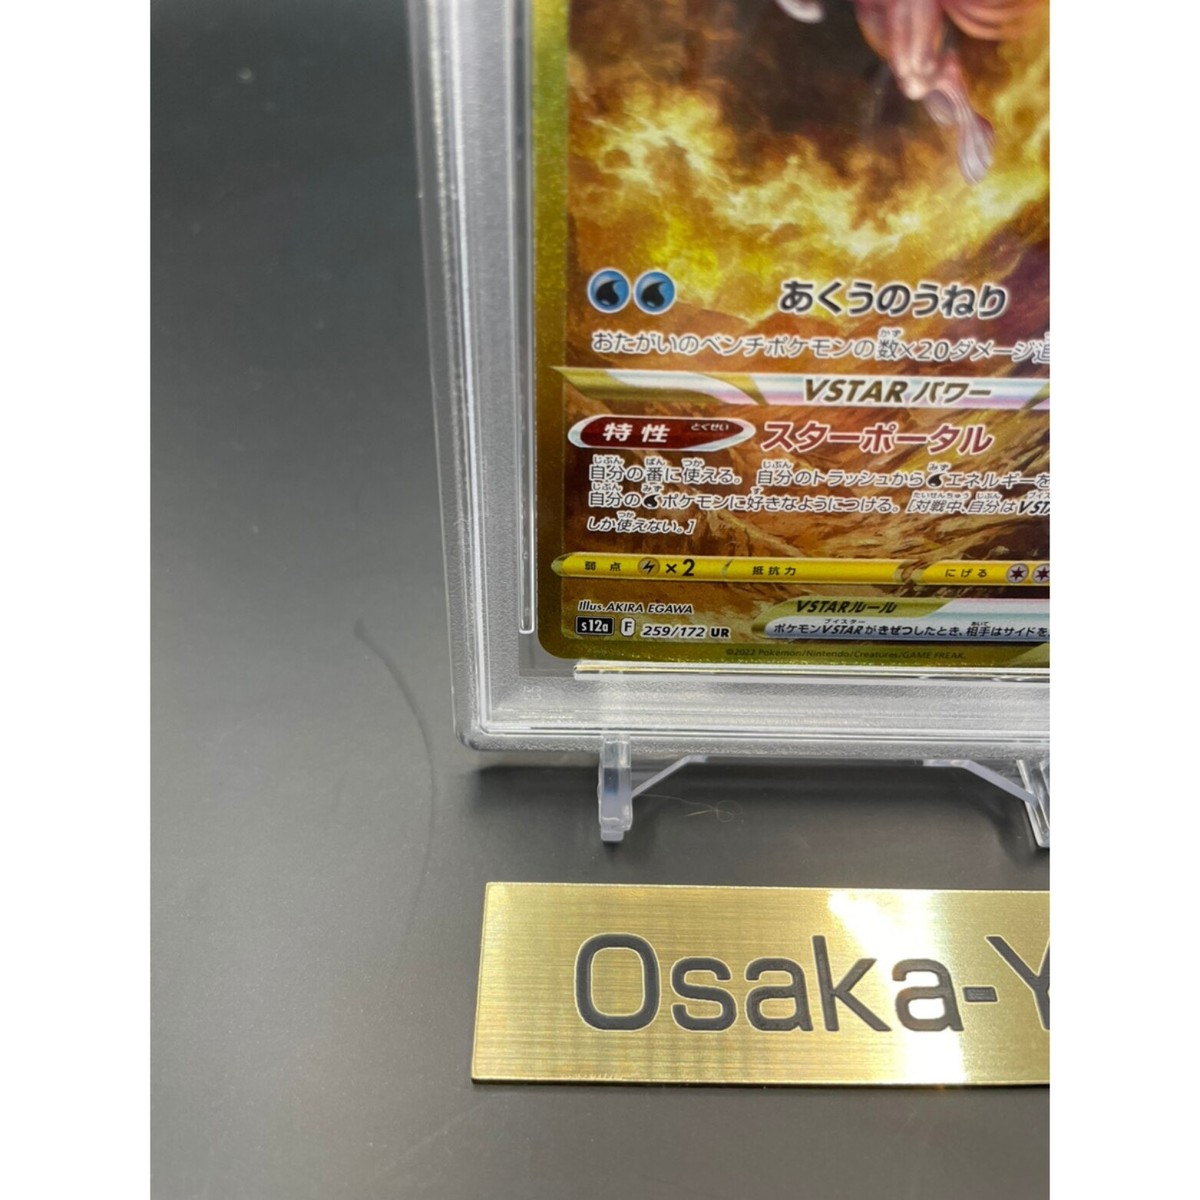 あくうのうねり
おたがいのベンチポケモンの数×20ダメージ追
VSTARパワー
特性 とくせい スターポータル
自分の番に使える。自分のトラッシュからエネルギーを
自分のポケモンに好きなようにつける。[対戦中、自分はVSTA
しか使えない。]
弱点 ×2 抵抗力 にげる
Illus. AKIRA EGAWA
VSTARルール
s12a F 259/172 UR
ポケモンVSTARがきぜつしたとき、相手はサイドを
©2022 Pokémon/Nintendo/Creatures/GAME FREAK.
Osaka-Y